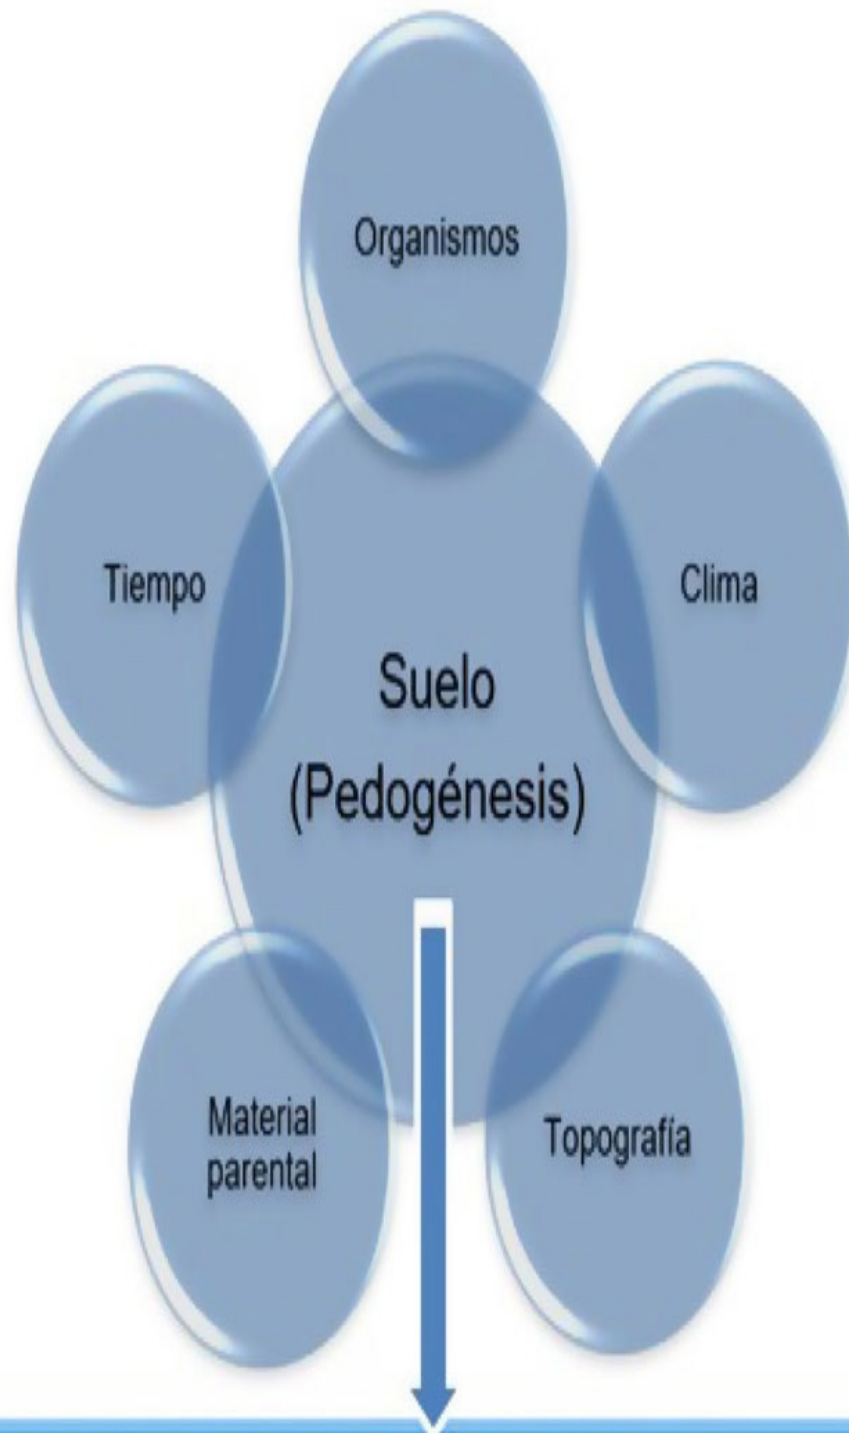 Organismos
Tiempo
Clima
Suelo
(Pedogénesis)
Material
parental
Topografía